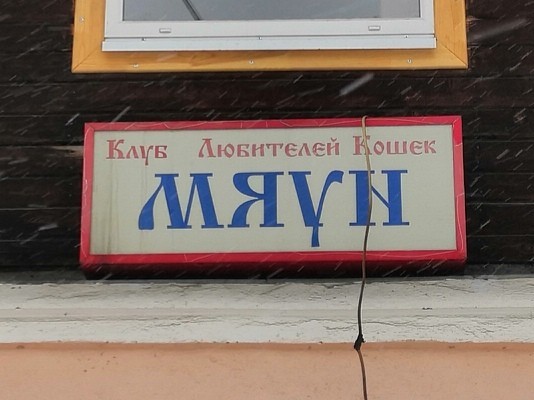 Клуб Любителей Кошек
МЯУН